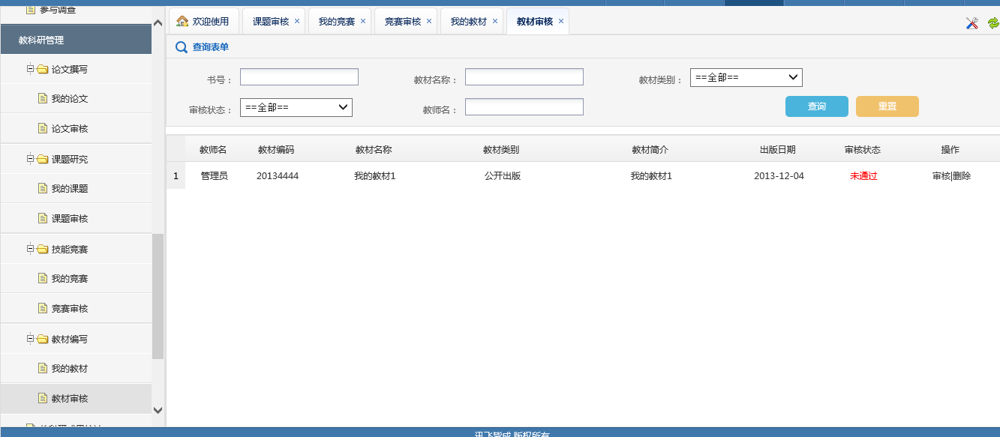 参与调查
教科研管理
论文撰写
我的论文
论文审核
课题研究
我的课题
课题审核
技能竞赛
我的竞赛
竞赛审核
教材编写
我的教材
教材审核
欢迎使用 课题审核 × 我的竞赛 × 竞赛审核 × 我的教材 × 教材审核 ×
查询表单
书号： 教材名称： 教材类别： ==全部==
审核状态： ==全部== 教师名： 查询 重置
教师名 教材编码 教材名称 教材类别 教材简介 出版日期 审核状态 操作
1 管理员 20134444 我的教材1 公开出版 我的教材1 2013-12-04 未通过 审核|删除
讯飞皆成 版权所有